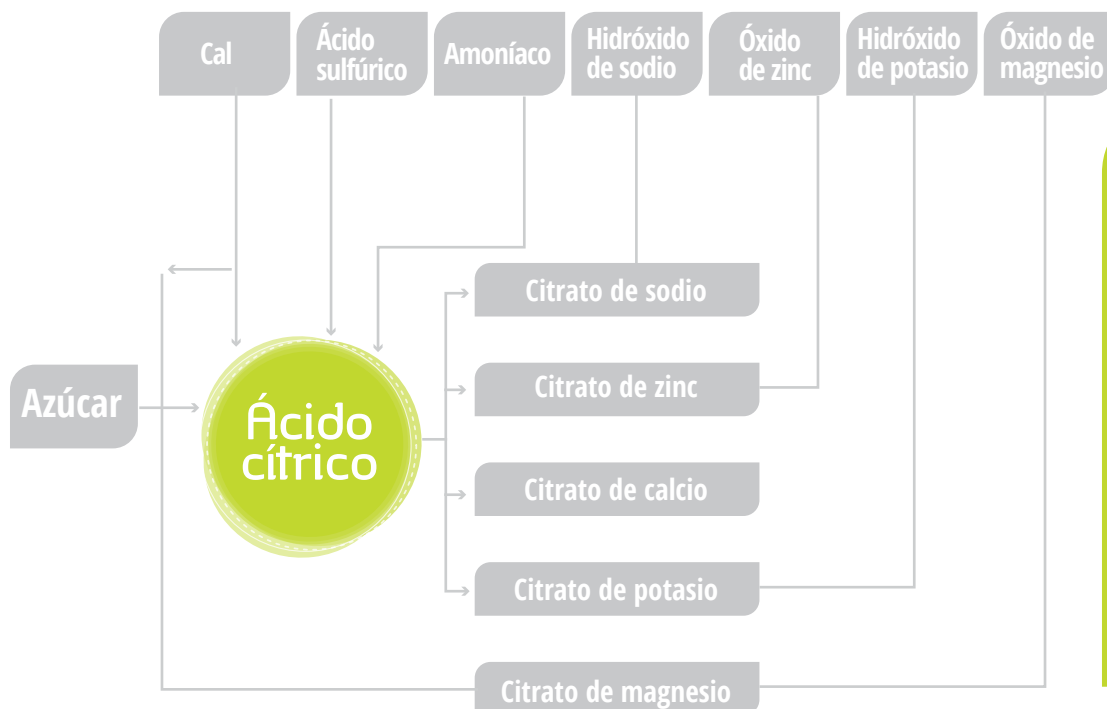 Cal
Ácido
sulfúrico
Amoníaco
Hidróxido
de sodio
Óxido
de zinc
Hidróxido
de potasio
Óxido de
magnesio
Citrato de sodio
Azúcar
Ácido
cítrico
Citrato de zinc
Citrato de calcio
Citrato de potasio
Citrato de magnesio